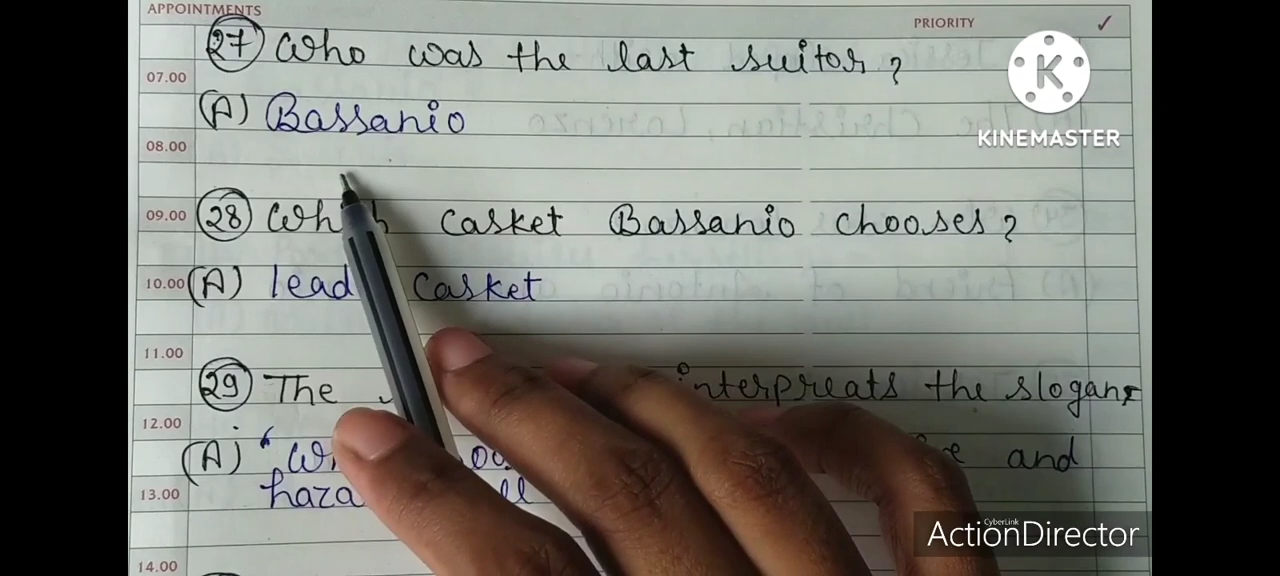 APPOINTMENTS
PRIORITY ✓
27 Who was the last suitor ?
07.00
(A) Bassanio
KINEMASTER
08.00
09.00 28 casket Bassanio chooses ?
10.00 (A) lead casket
11.00
29 The interpreats the slogan,
12.00
(A) " and
13.00
ActionDirector
CyberLink
14.00